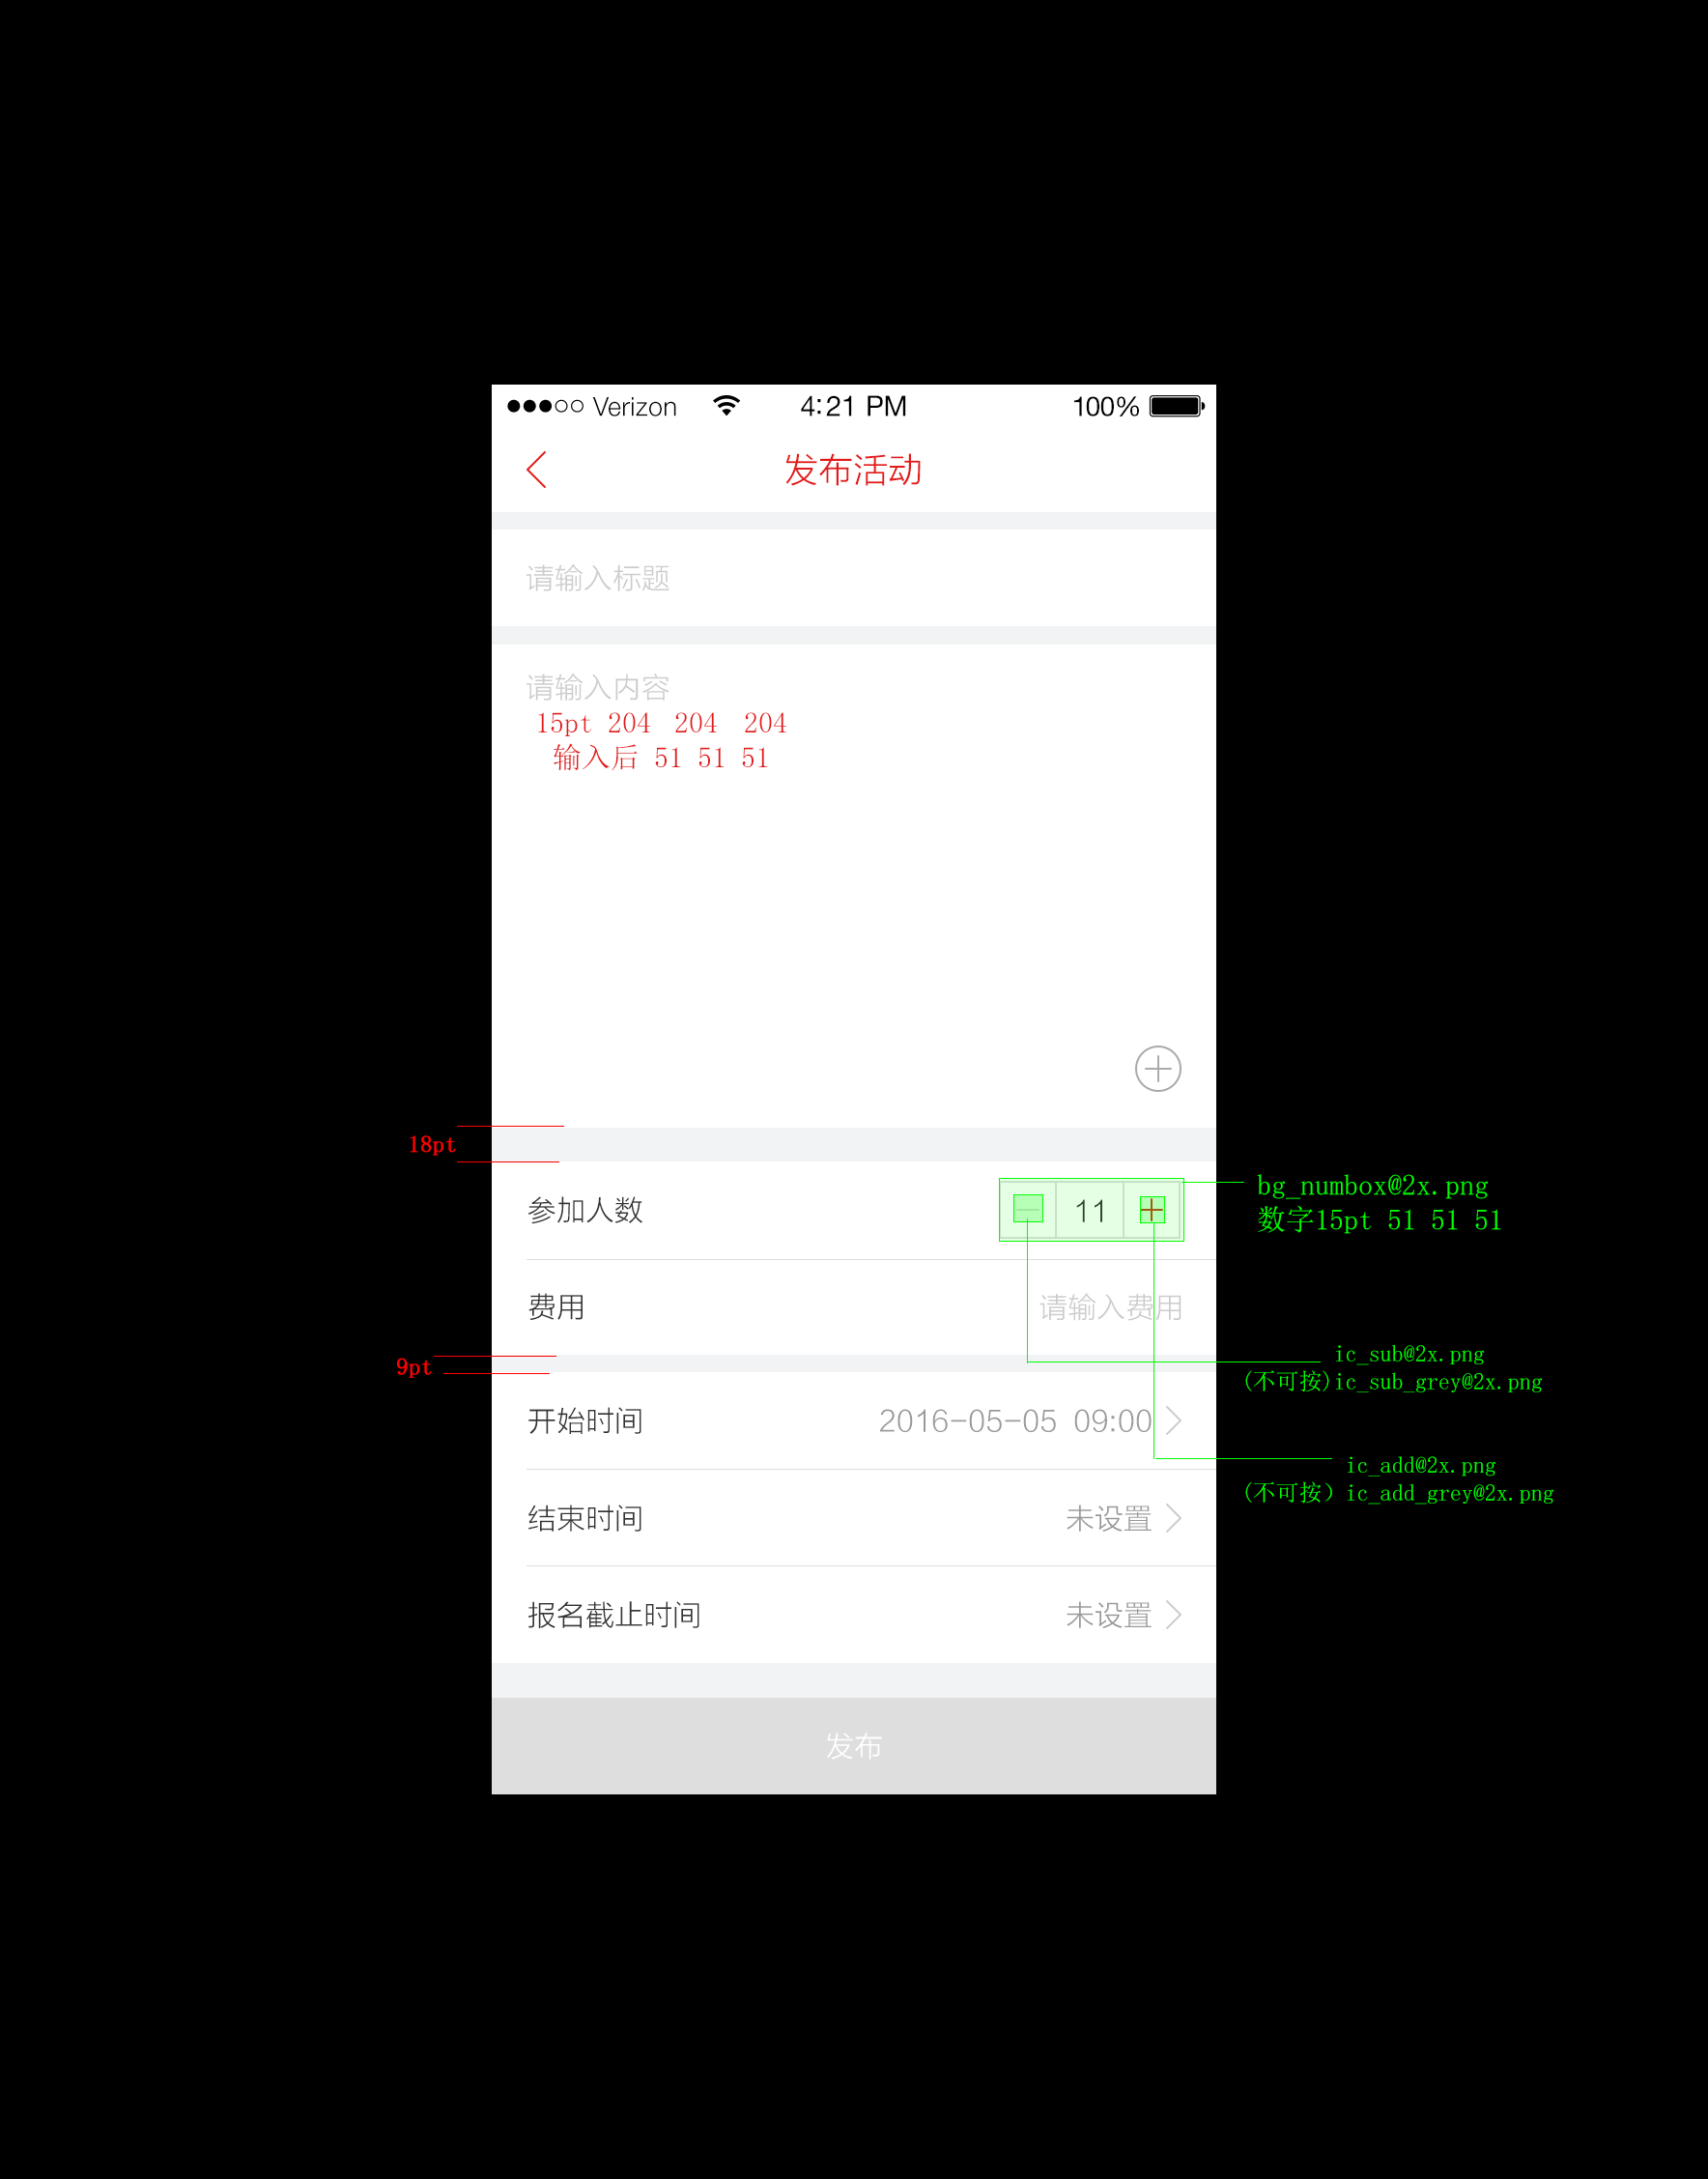 Verizon 4:21 PM 100%
发布活动
请输入标题
请输入内容
15pt 204 204 204
输入后 51 51 51
18pt
参加人数 11
bg_numbox@2x.png
数字15pt 51 51 51
费用 请输入费用
9pt
ic_sub@2x.png
(不可按)ic_sub_grey@2x.png
开始时间 2016-05-05 09:00
ic_add@2x.png
(不可按) ic_add_grey@2x.png
结束时间 未设置
报名截止时间 未设置
发布